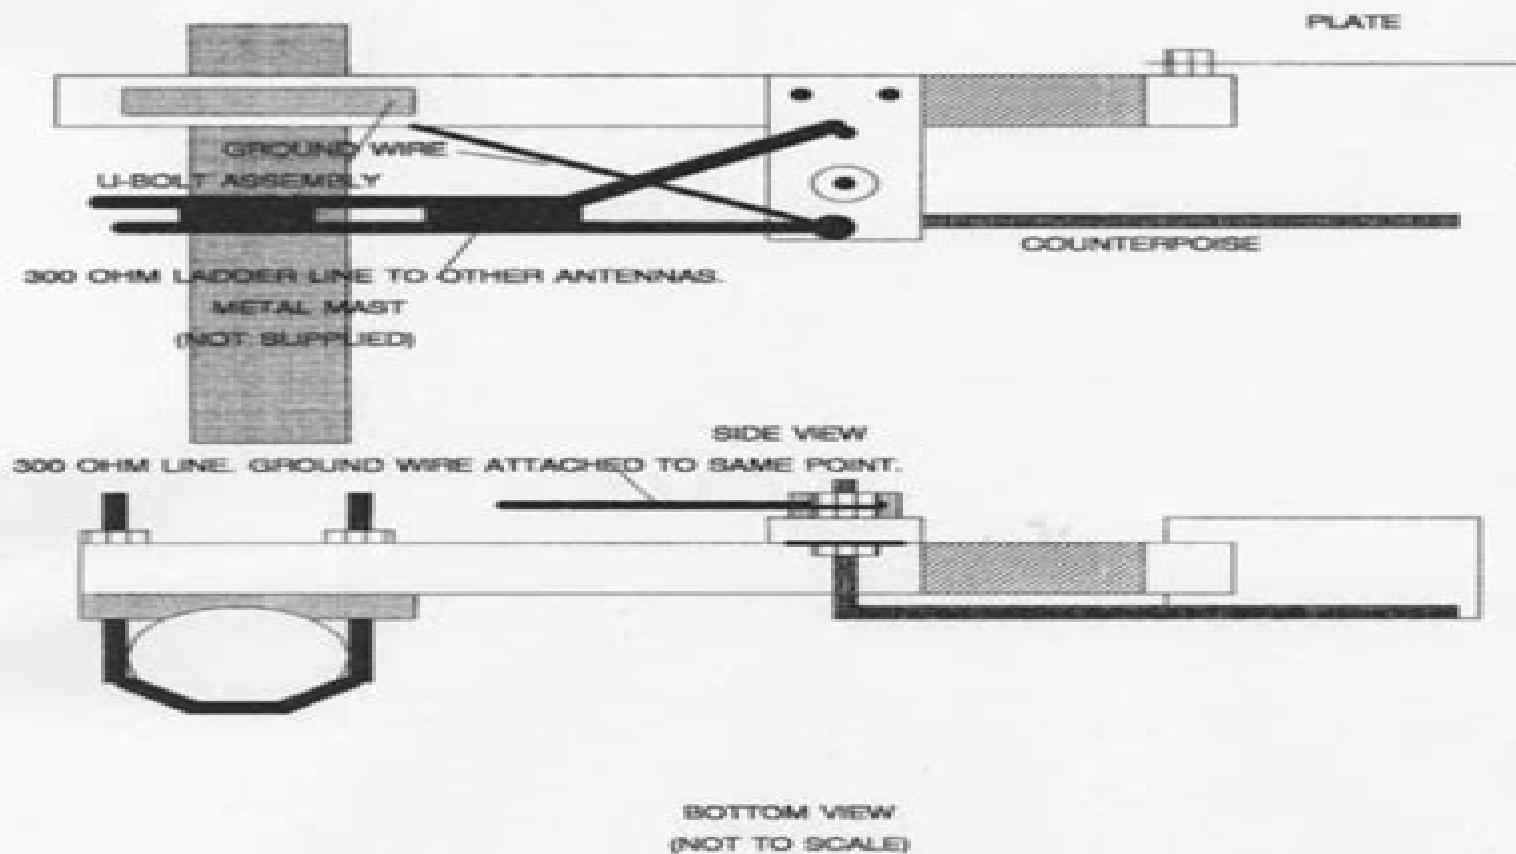 PLATE
GROUND WIRE
U-BOLT ASSEMBLY
COUNTERPOISE
300 OHM LADDER LINE TO OTHER ANTENNAS.
METAL MAST
(NOT SUPPLIED)
SIDE VIEW
300 OHM LINE. GROUND WIRE ATTACHED TO SAME POINT.
BOTTOM VIEW
(NOT TO SCALE)